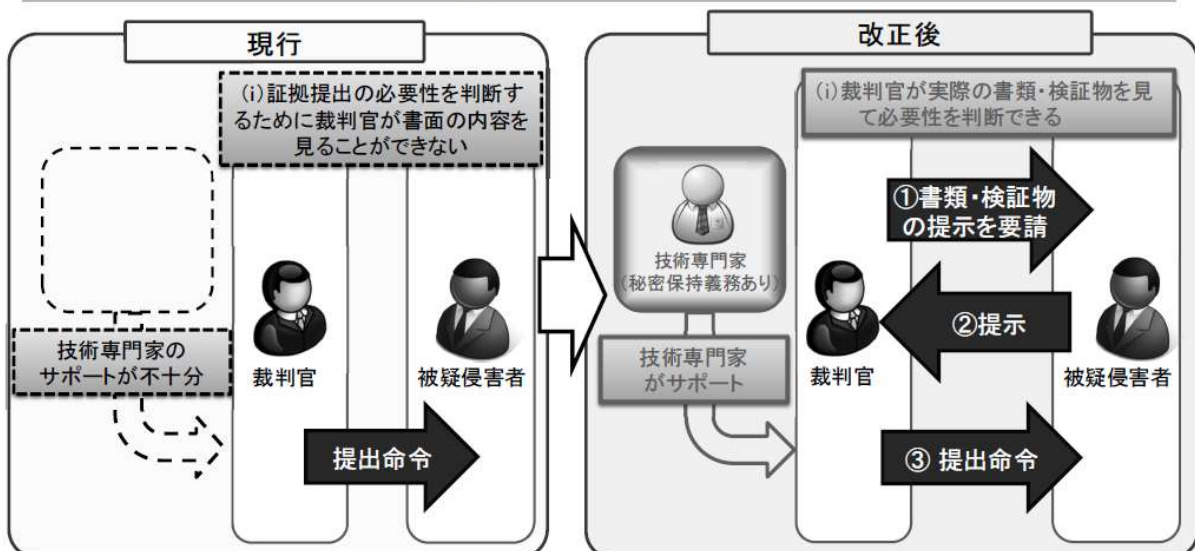 現行
(i)証拠提出の必要性を判断す
るために裁判官が書面の内容を
見ることができない
技術専門家の
サポートが不十分
裁判官
被疑侵害者
提出命令
改正後
(i)裁判官が実際の書類・検証物を見
て必要性を判断できる
技術専門家
(秘密保持義務あり)
技術専門家
がサポート
①書類・検証物
の提示を要請
②提示
裁判官
被疑侵害者
③ 提出命令